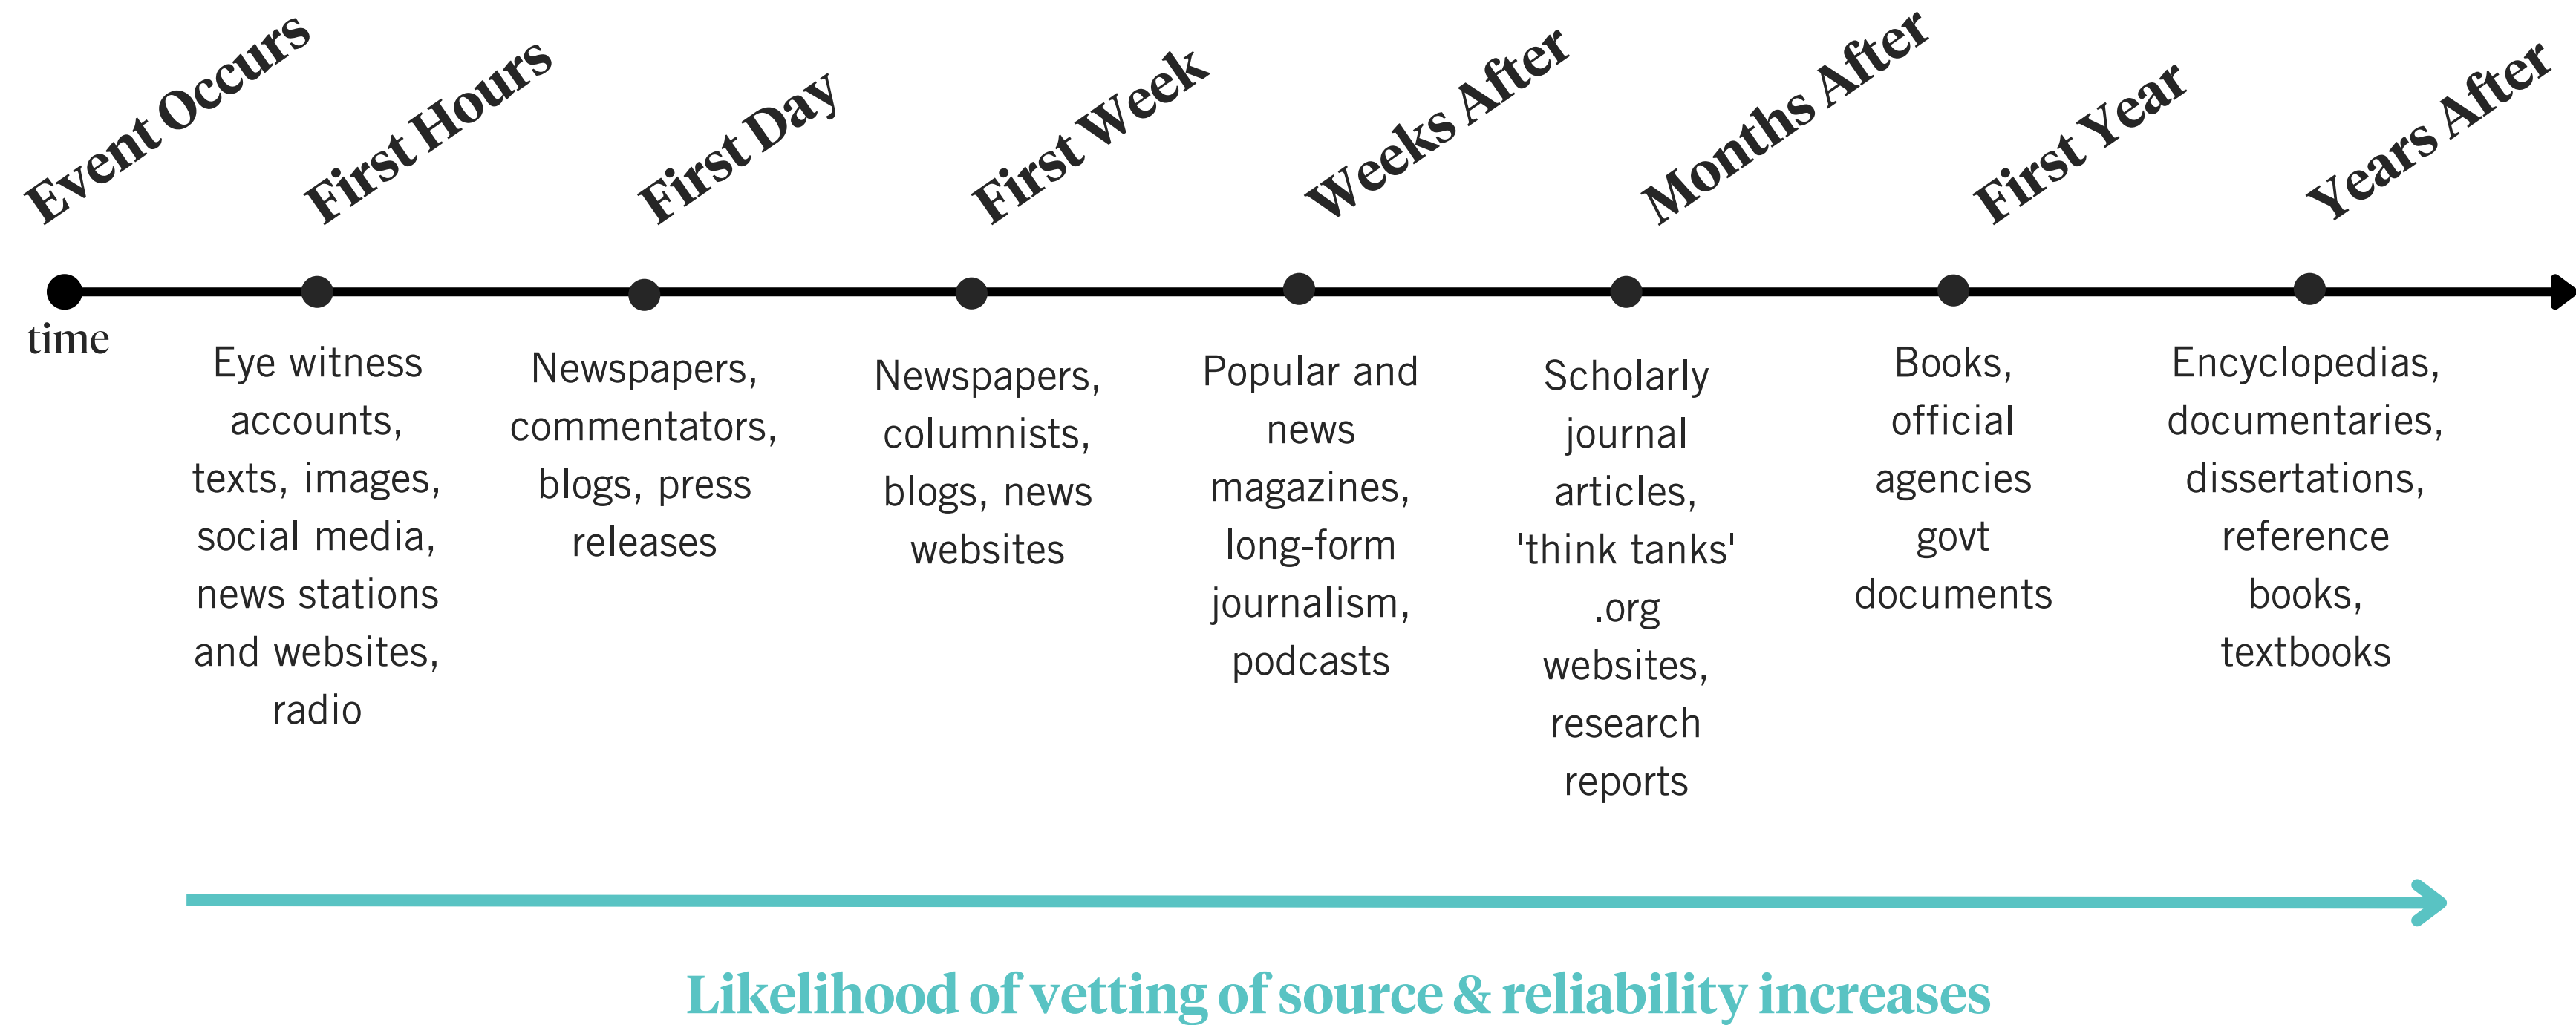 Event Occurs
First Hours
First Day
First Week
Weeks After
Months After
First Year
Years After
time
Eye witness
accounts,
texts, images,
social media,
news stations
and websites,
radio
Newspapers,
commentators,
blogs, press
releases
Newspapers,
columnists,
blogs, news
websites
Popular and
news
magazines,
long-form
journalism,
podcasts
Scholarly
journal
articles,
'think tanks'
.org
websites,
research
reports
Books,
official
agencies
govt
documents
Encyclopedias,
documentaries,
dissertations,
reference
books,
textbooks
Likelihood of vetting of source & reliability increases